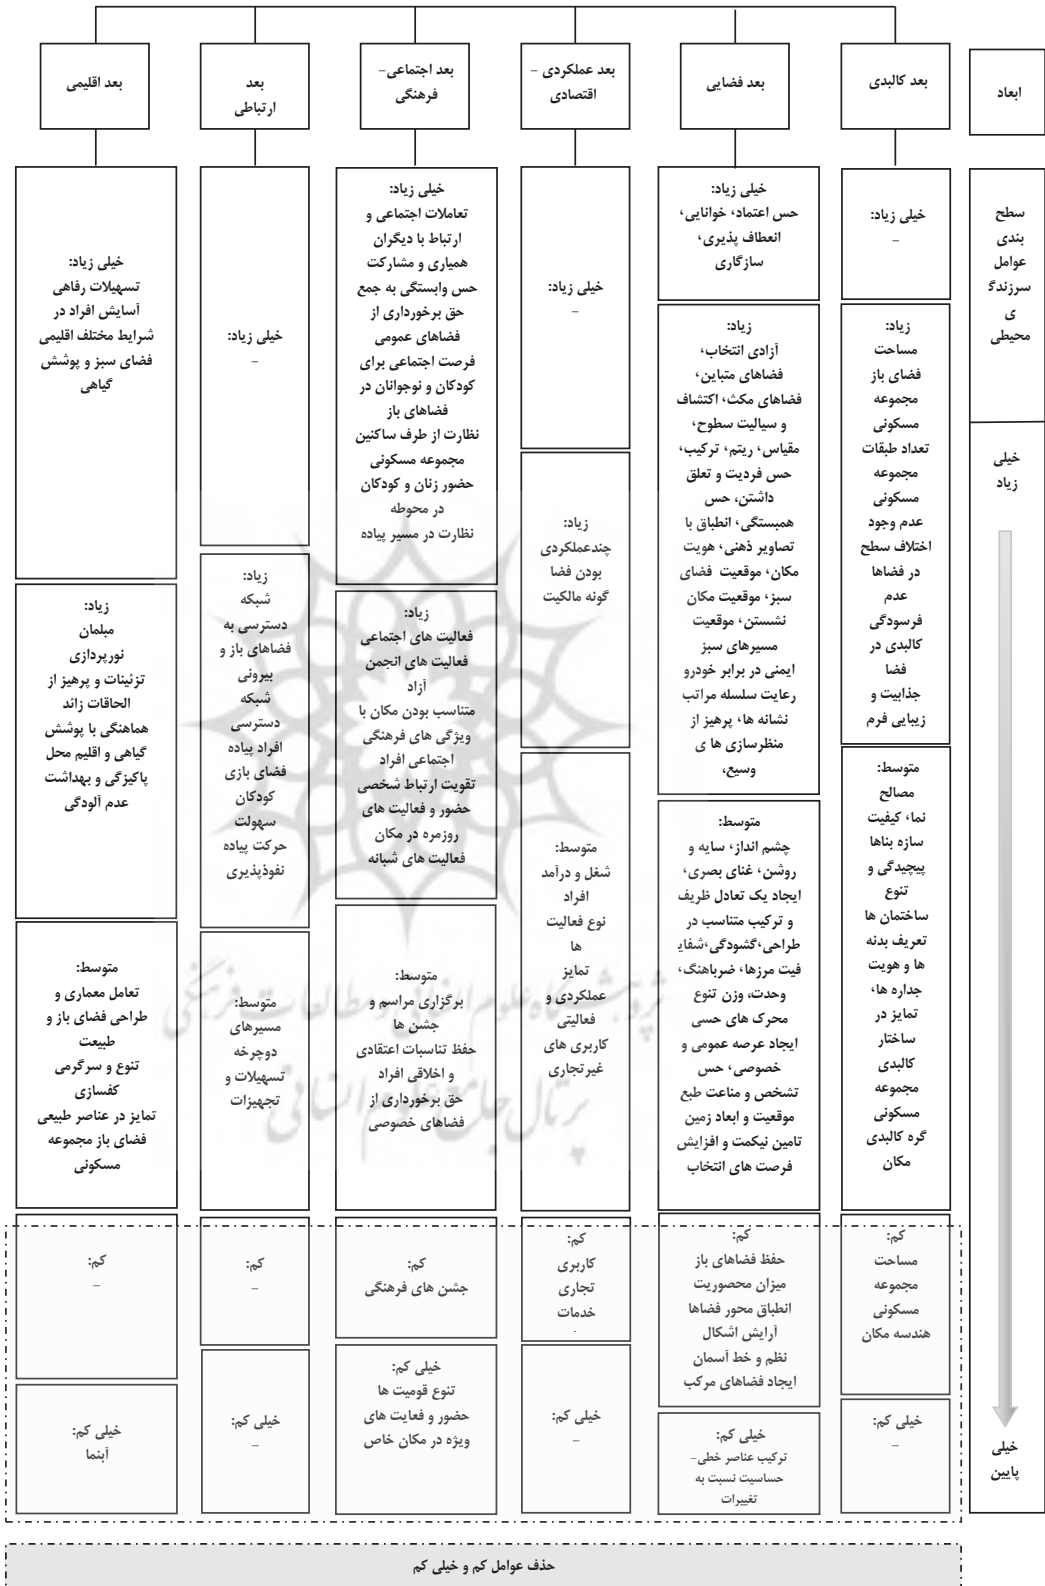 ابعاد
بعد کالبدی
بعد فضایی
بعد عملکردی –
اقتصادی
بعد اجتماعی–
فرهنگی
بعد
ارتباطی
بعد اقلیمی
سطح
بندی
عوامل
سرزندگ
ی
محیطی
خیلی
زیاد
خیلی
پایین
خیلی زیاد:
–
زیاد:
مساحت
فضای باز
مجموعه
مسکونی
تعداد طبقات
مجموعه
مسکونی
عدم وجود
اختلاف سطح
در فضاها
عدم
فرسودگی
کالبدی در
فضا
جذابیت و
زیبایی فرم
متوسط:
مصالح
نما، کیفیت
سازه بناها
پیچیدگی و
تنوع
ساختمان ها
تعریف بدنه
ها و هویت
جداره ها،
تمایز در
ساختار
کالبدی
مجموعه
مسکونی
گره کالبدی
مکان
کم:
مساحت
مجموعه
مسکونی
هندسه مکان
خیلی کم:
–
خیلی زیاد:
حس اعتماد، خوانایی،
انعطاف پذیری،
سازگاری
زیاد:
آزادی انتخاب،
فضاهای متباین،
فضاهای مکث، اکتشاف
و سیالیت سطوح،
مقیاس، ریتم، ترکیب،
حس فردیت و تعلق
داشتن، حس
همبستگی، انطباق با
تصاویر ذهنی، هویت
مکان، موقعیت فضای
سبز، موقعیت مکان
نشستن، موقعیت
مسیرهای سبز
ایمنی در برابر خودرو
رعایت سلسله مراتب
نشانه ها، پرهیز از
منظرسازی ها ی
وسیع،
متوسط:
چشم انداز، سایه و
روشن، غنای بصری،
ایجاد یک تعادل ظریف
و ترکیب متناسب در
طراحی،گشودگی،شفای
فیت مرزها، ضرباهنگ،
وحدت، وزن تنوع
محرک های حسی
ایجاد عرصه عمومی و
خصوصی، حس
تشخص و مناعت طبع
موقعیت و ابعاد زمین
تامین نیکمت و افزایش
فرصت های انتخاب
کم:
حفظ فضاهای باز
میزان محصوریت
انطباق محور فضاها
آرایش اشکال
نظم و خط آسمان
ایجاد فضاهای مرکب
خیلی کم:
ترکیب عناصر خطی–
حساسیت نسبت به
تغییرات
خیلی زیاد:
–
زیاد:
چندعملکردی
بودن فضا
گونه مالکیت
متوسط:
شغل و درآمد
افراد
نوع فعالیت
ها
تمایز
عملکردی و
فعالیتی
کاربری های
غیرتجاری
کم:
کاربری
تجاری
خدمات
.
خیلی کم:
–
خیلی زیاد:
تعاملات اجتماعی و
ارتباط با دیگران
همیاری و مشارکت
حس وابستگی به جمع
حق برخورداری از
فضاهای عمومی
فرصت اجتماعی برای
کودکان و نوجوانان در
فضاهای باز
نظارت از طرف ساکنین
مجموعه مسکونی
حضور زنان و کودکان
در محوطه
نظارت در مسیر پیاده
زیاد:
فعالیت های اجتماعی
فعالیت های انجمن
آزاد
متناسب بودن مکان با
ویژگی های فرهنگی
اجتماعی افراد
تقویت ارتباط شخصی
حضور و فعالیت های
روزمره در مکان
فعالیت های شبانه
متوسط:
برگزاری مراسم و
جشن ها
حفظ تناسبات اعتقادی
و اخلاقی افراد
حق برخورداری از
فضاهای خصوصی
کم:
جشن های فرهنگی
خیلی کم:
تنوع قومیت ها
حضور و فعایت های
ویژه در مکان خاص
خیلی زیاد:
–
زیاد:
شبکه
دسترسی به
فضاهای باز و
بیرونی
شبکه
دسترسی
افراد پیاده
فضای بازی
کودکان
سهولت
حرکت پیاده
نفوذپذیری
متوسط:
مسیرهای
دوچرخه
تسهیلات و
تجهیزات
کم:
–
خیلی کم:
–
خیلی زیاد:
تسهیلات رفاهی
آسایش افراد در
شرایط مختلف اقلیمی
فضای سبز و پوشش
گیاهی
زیاد:
مبلمان
نورپردازی
تزئینات و پرهیز از
الحاقات زائد
هماهنگی با پوشش
گیاهی و اقلیم محل
پاکیزگی و بهداشت
عدم آلودگی
متوسط:
تعامل معماری و
طراحی فضای باز و
طبیعت
تنوع و سرگرمی
کفسازی
تمایز در عناصر طبیعی
فضای باز مجموعه
مسکونی
کم:
–
خیلی کم:
آبنما
پژوهشگاه علوم انسانی و مطالعات فرهنگی
پرتال جامع علوم انسانی
حذف عوامل کم و خیلی کم